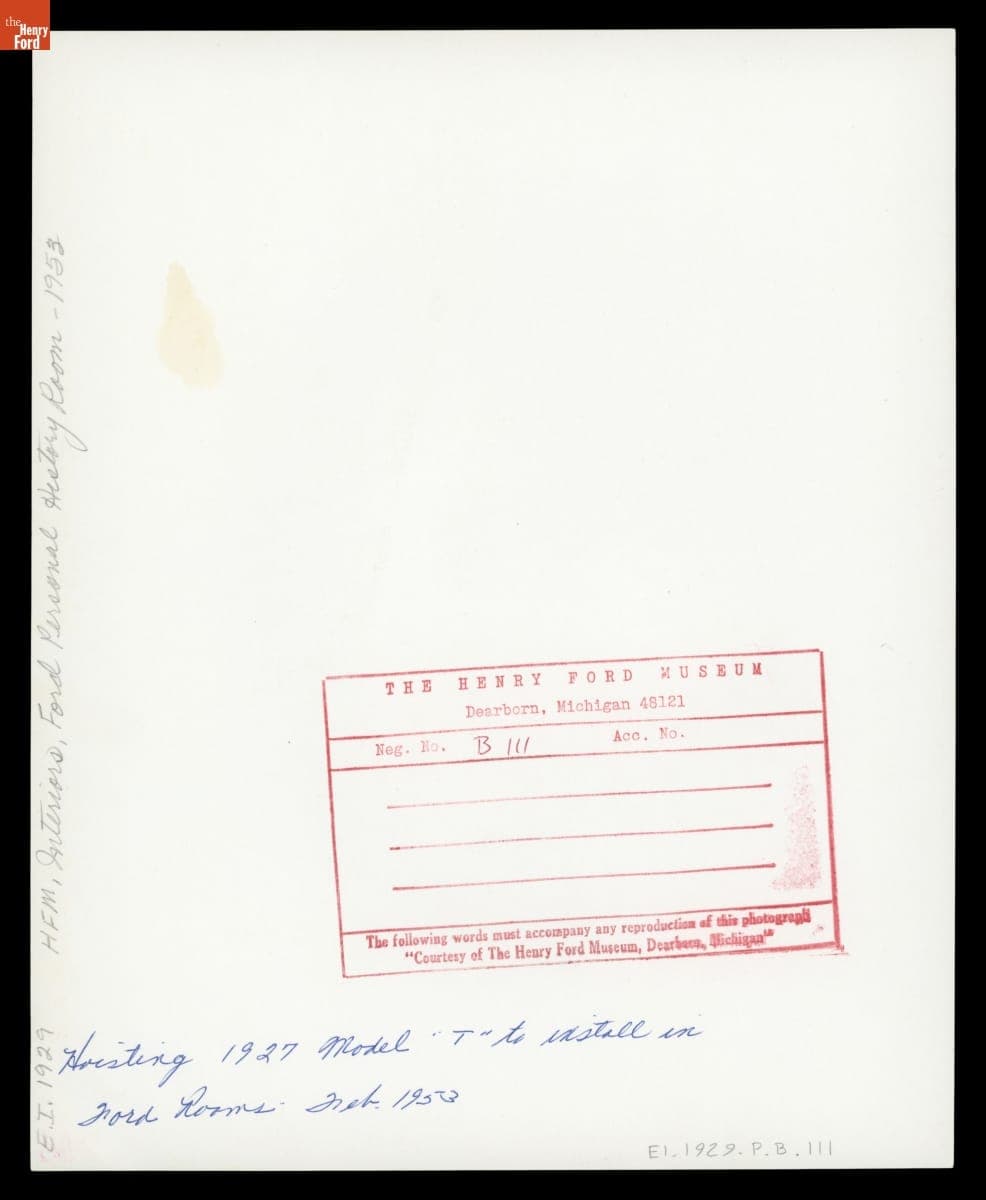 the
Henry
Ford
HFM, Interiors, Ford Personal History Room - 1953
E.I. 1929
THE HENRY FORD MUSEUM
Dearborn, Michigan 48121
Neg. No. B 111 Acc. No.
The following words must accompany any reproduction of this photograph
"Courtesy of The Henry Ford Museum, Dearborn, Michigan"
Hoisting 1927 Model "T" to install in
Ford Rooms. Feb. 1953
EI.1929.P.B.111